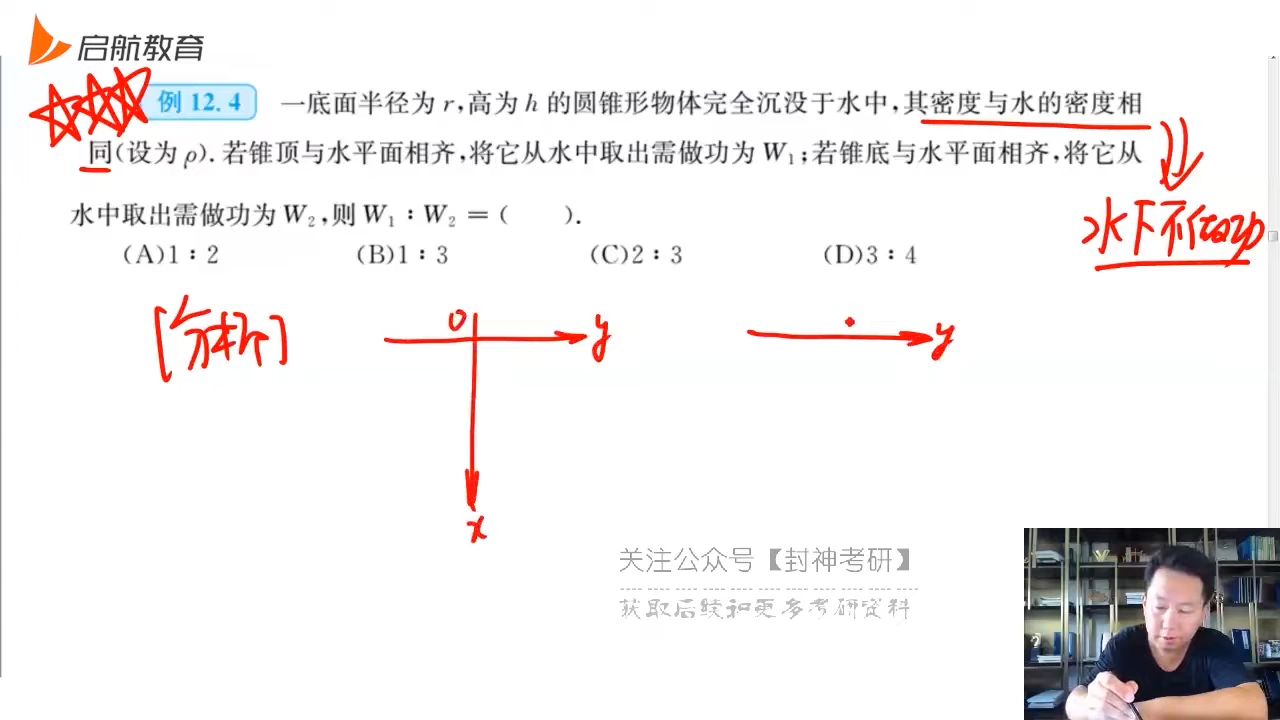 启航教育
例 12.4 一底面半径为 r,高为 h 的圆锥形物体完全沉没于水中,其密度与水的密度相
同(设为 ρ).若锥顶与水平面相齐,将它从水中取出需做功为 W₁;若锥底与水平面相齐,将它从
水中取出需做功为 W₂,则 W₁∶W₂=( ).
水下不做功
(A)1∶2 (B)1∶3 (C)2∶3 (D)3∶4
[分析]
O y y
x
关注公众号【封神考研】
获取后续和更多考研资料